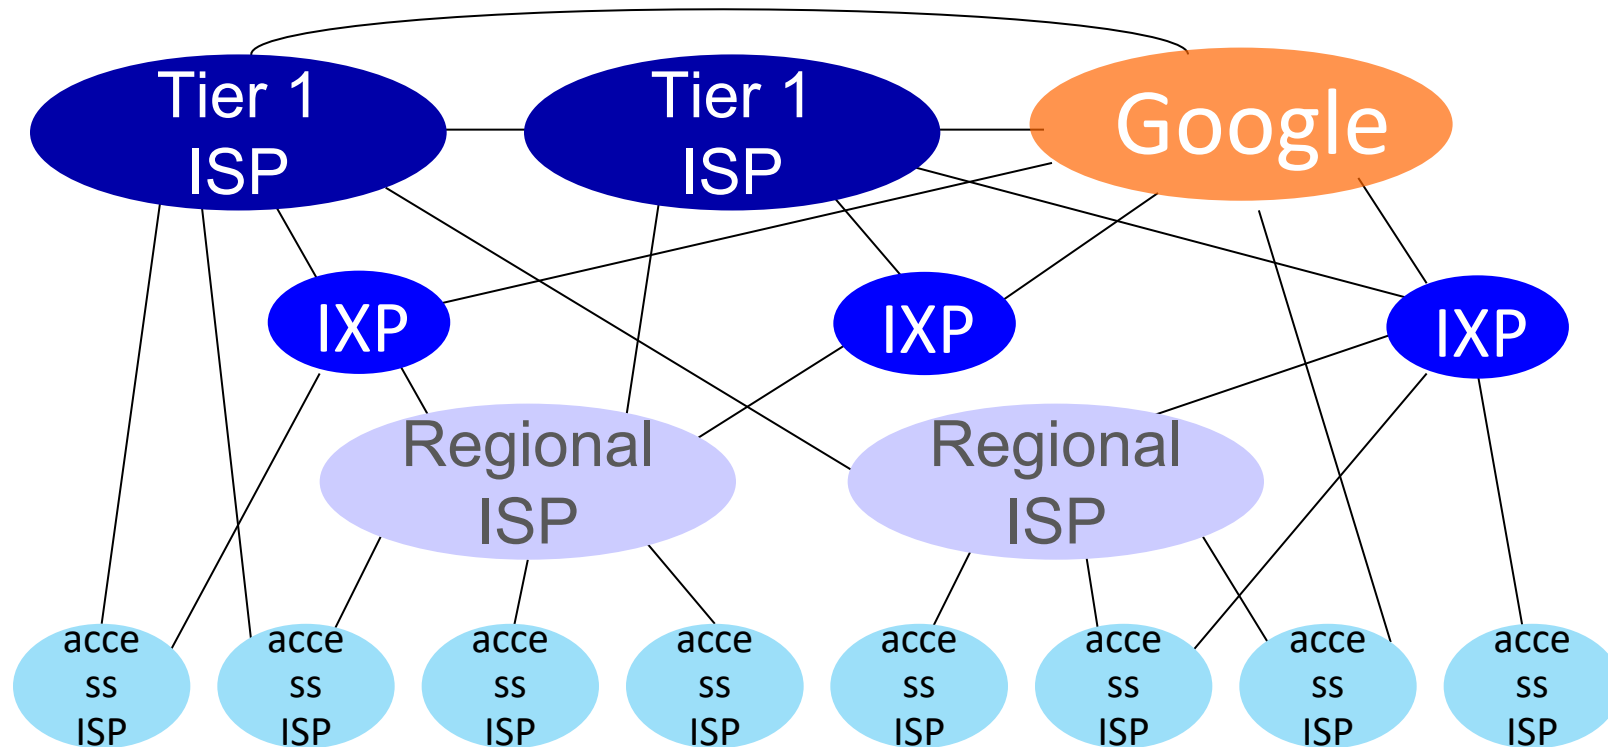 Tier 1
ISP
Tier 1
ISP
Google
IXP
IXP
IXP
Regional
ISP
Regional
ISP
acce
ss
ISP
acce
ss
ISP
acce
ss
ISP
acce
ss
ISP
acce
ss
ISP
acce
ss
ISP
acce
ss
ISP
acce
ss
ISP